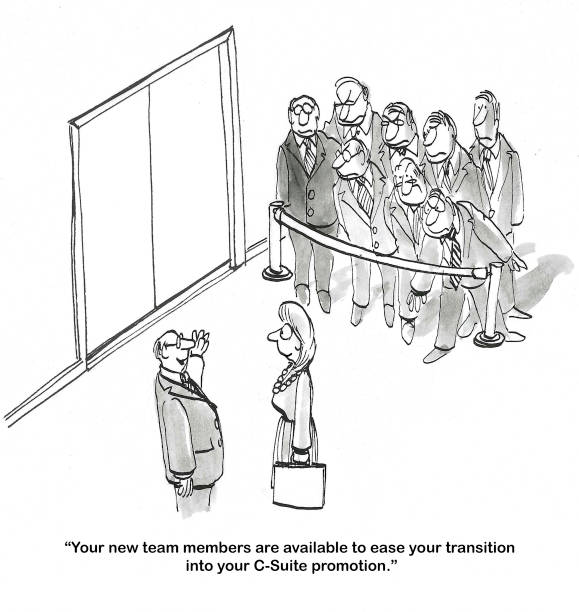 “Your new team members are available to ease your transition
into your C-Suite promotion.”